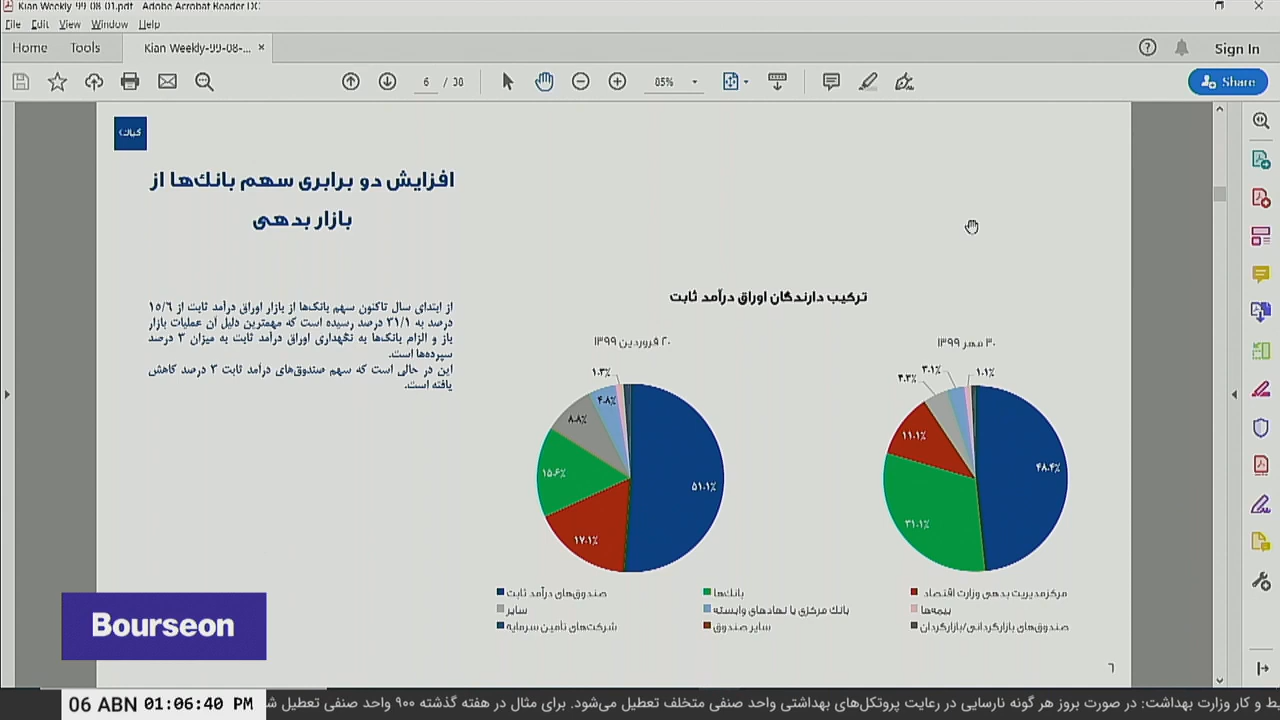 Kian Weekly-99-08-01.pdf - Adobe Acrobat Reader DC
File Edit View Window Help
Home Tools Kian Weekly-99-08-... × Sign In
6 / 30 85% Share
کیان
افزایش دو برابری سهم بانک‌ها از
بازار بدهی
از ابتدای سال تاکنون سهم بانک‌ها از بازار اوراق درآمد ثابت از ۱۵/۶
درصد به ۳۱/۱ درصد رسیده است که مهمترین دلیل آن عملیات بازار
باز و الزام بانک‌ها به نگهداری اوراق درآمد ثابت به میزان ۳ درصد
سپرده‌ها است.
این در حالی است که سهم صندوق‌های درآمد ثابت ۳ درصد کاهش
یافته است.
ترکیب دارندگان اوراق درآمد ثابت
۳۰ مهر ۱۳۹۹
۱.۱%
۳.۱%
۴.۳%
۱۱.۱%
۴۸.۴%
۳۱.۱%
۲۰ فروردین ۱۳۹۹
۱.۳%
۴.۸%
۸.۸%
۱۵.۶%
۵۱.۱%
۱۷.۱%
صندوق‌های درآمد ثابت بانک‌ها مرکزمدیریت بدهی وزارت اقتصاد
سایر بانک مرکزی یا نهادهای وابسته بیمه‌ها
شرکت‌های تأمین سرمایه سایر صندوق صندوق‌های بازارگردانی/بازارگردان
۶
Bourseon
06 ABN 01:06:40 PM
یط و کار وزارت بهداشت: در صورت بروز هر گونه نارسایی در رعایت پروتکل‌های بهداشتی واحد صنفی متخلف تعطیل می‌شود. برای مثال در هفته گذشته ۹۰۰ واحد صنفی تعطیل ش